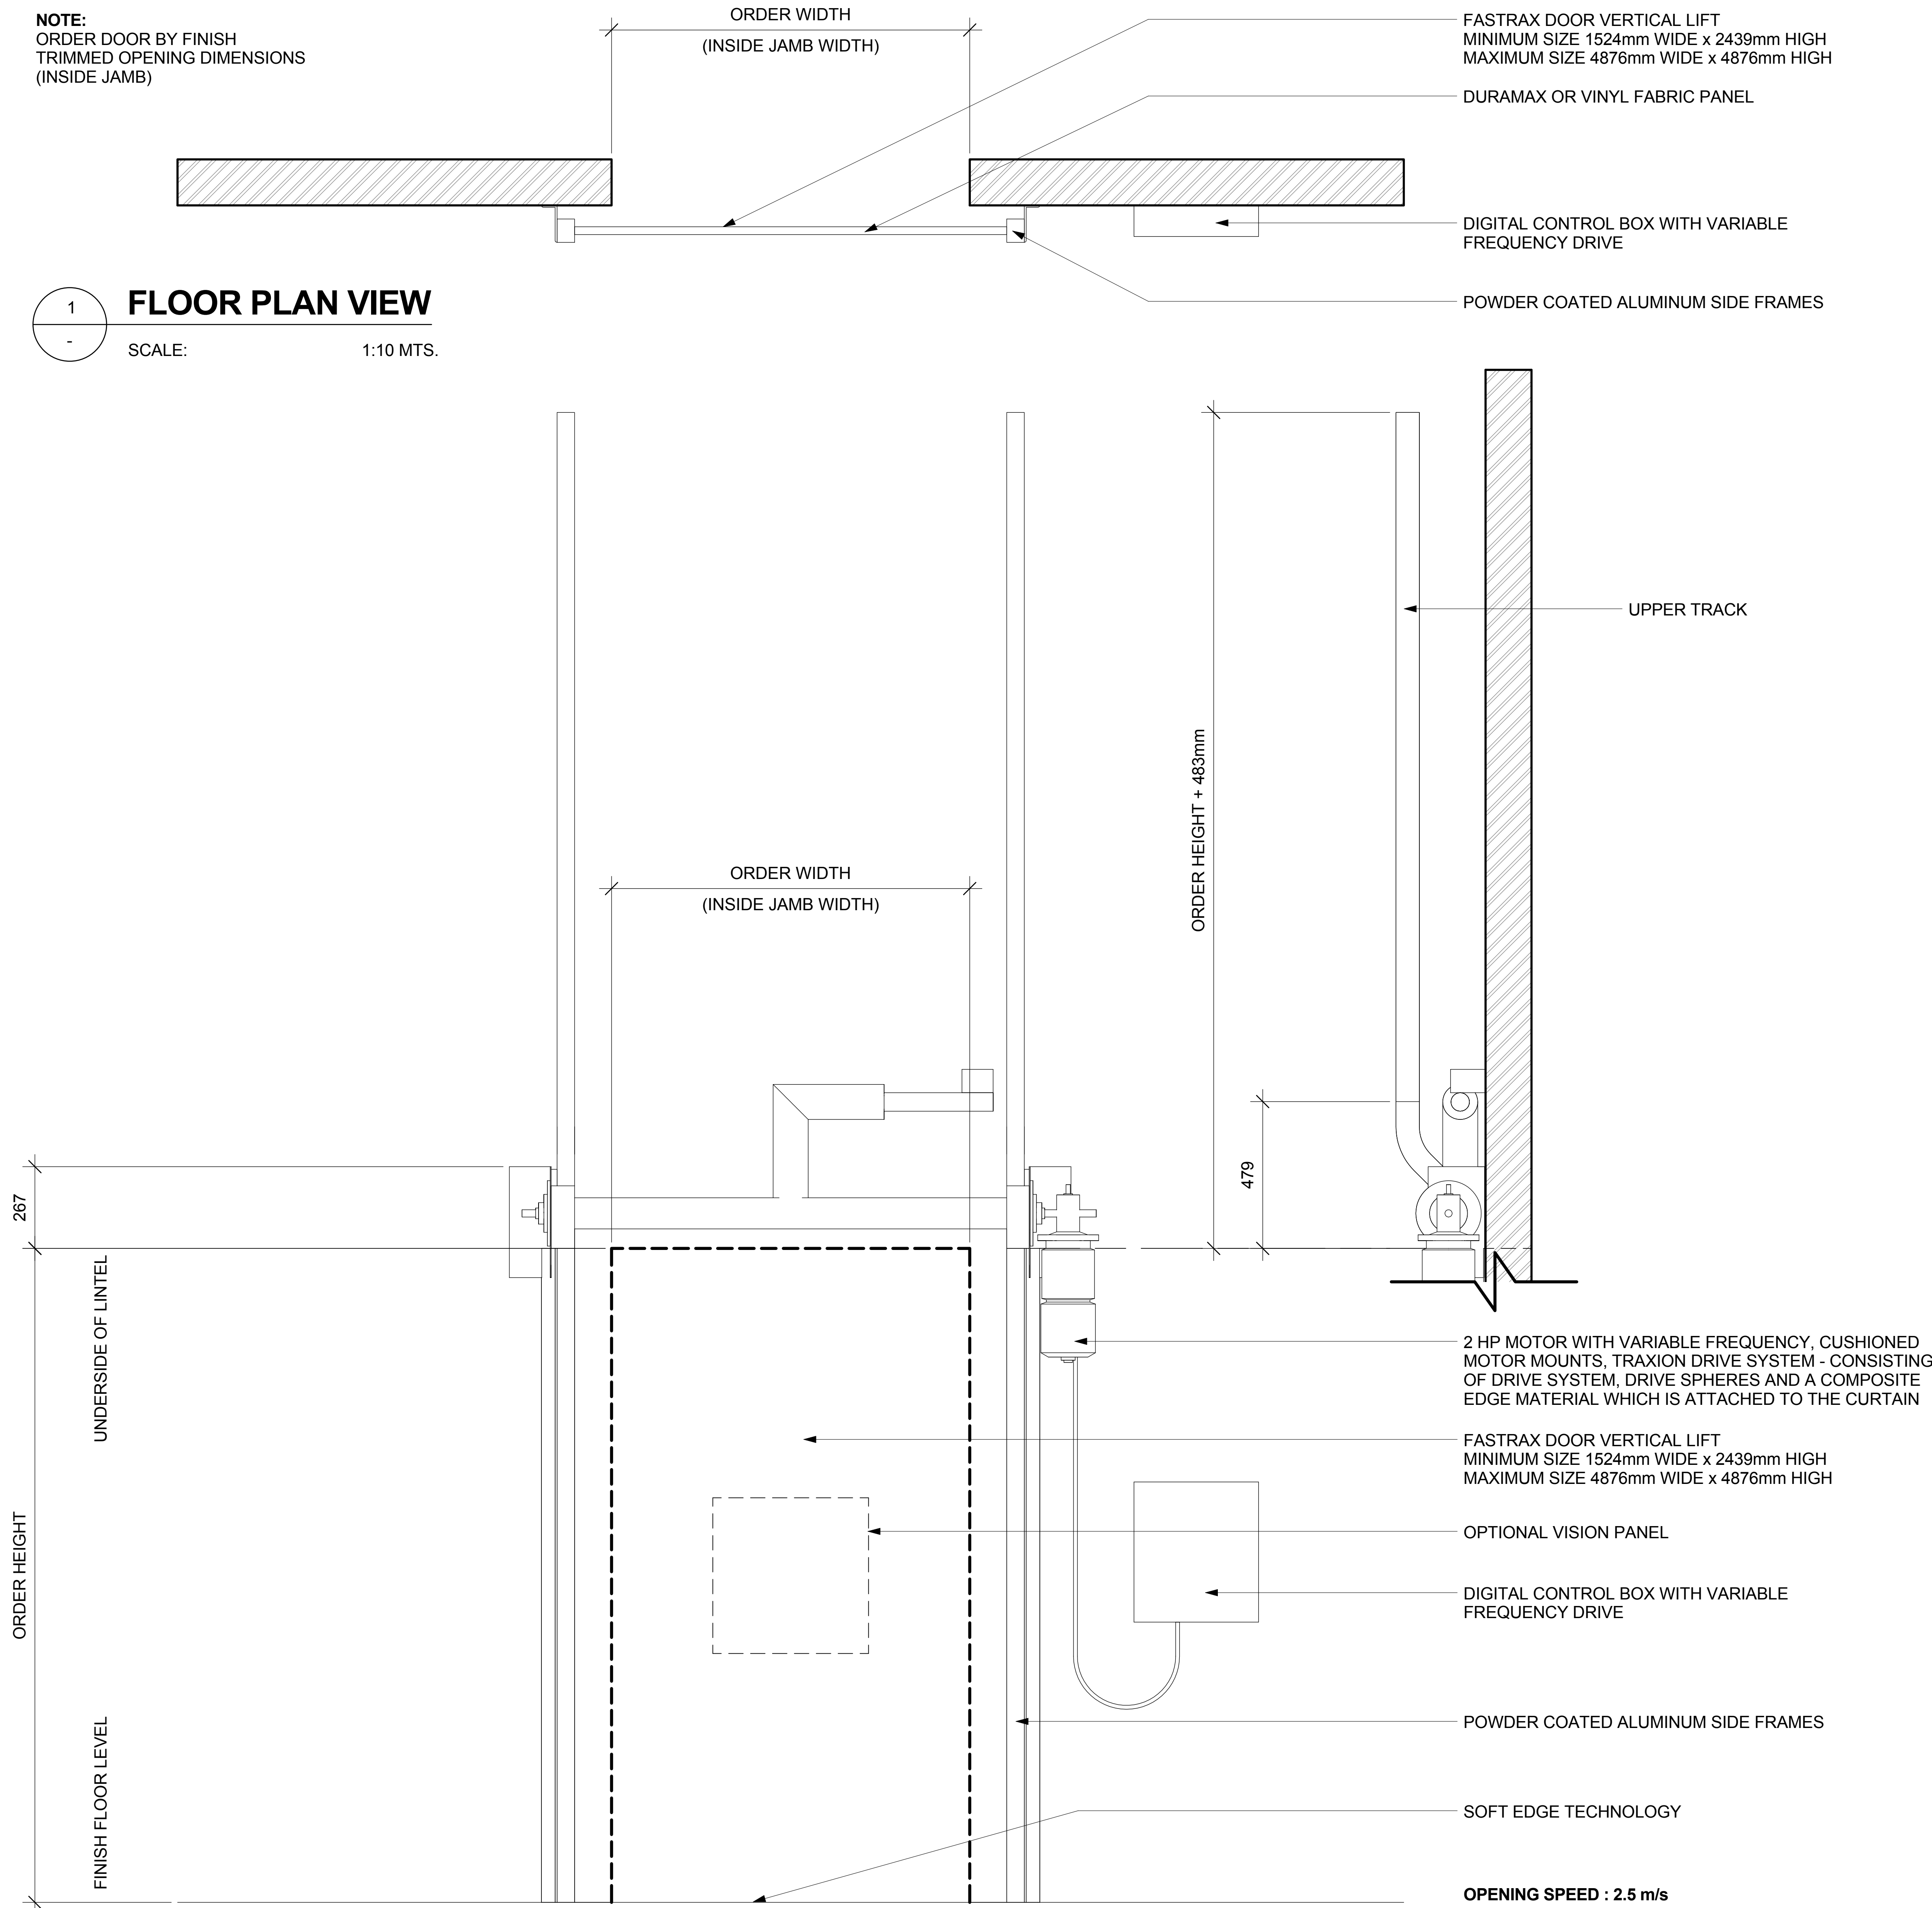 NOTE:
ORDER DOOR BY FINISH
TRIMMED OPENING DIMENSIONS
(INSIDE JAMB)
ORDER WIDTH
(INSIDE JAMB WIDTH)
FASTRAX DOOR VERTICAL LIFT
MINIMUM SIZE 1524mm WIDE x 2439mm HIGH
MAXIMUM SIZE 4876mm WIDE x 4876mm HIGH
DURAMAX OR VINYL FABRIC PANEL
DIGITAL CONTROL BOX WITH VARIABLE
FREQUENCY DRIVE
POWDER COATED ALUMINUM SIDE FRAMES
1
-
FLOOR PLAN VIEW
SCALE: 1:10 MTS.
UPPER TRACK
ORDER HEIGHT + 483mm
ORDER WIDTH
(INSIDE JAMB WIDTH)
479
267
UNDERSIDE OF LINTEL
ORDER HEIGHT
FINISH FLOOR LEVEL
2 HP MOTOR WITH VARIABLE FREQUENCY, CUSHIONED
MOTOR MOUNTS, TRAXION DRIVE SYSTEM - CONSISTING
OF DRIVE SYSTEM, DRIVE SPHERES AND A COMPOSITE
EDGE MATERIAL WHICH IS ATTACHED TO THE CURTAIN
FASTRAX DOOR VERTICAL LIFT
MINIMUM SIZE 1524mm WIDE x 2439mm HIGH
MAXIMUM SIZE 4876mm WIDE x 4876mm HIGH
OPTIONAL VISION PANEL
DIGITAL CONTROL BOX WITH VARIABLE
FREQUENCY DRIVE
POWDER COATED ALUMINUM SIDE FRAMES
SOFT EDGE TECHNOLOGY
OPENING SPEED : 2.5 m/s